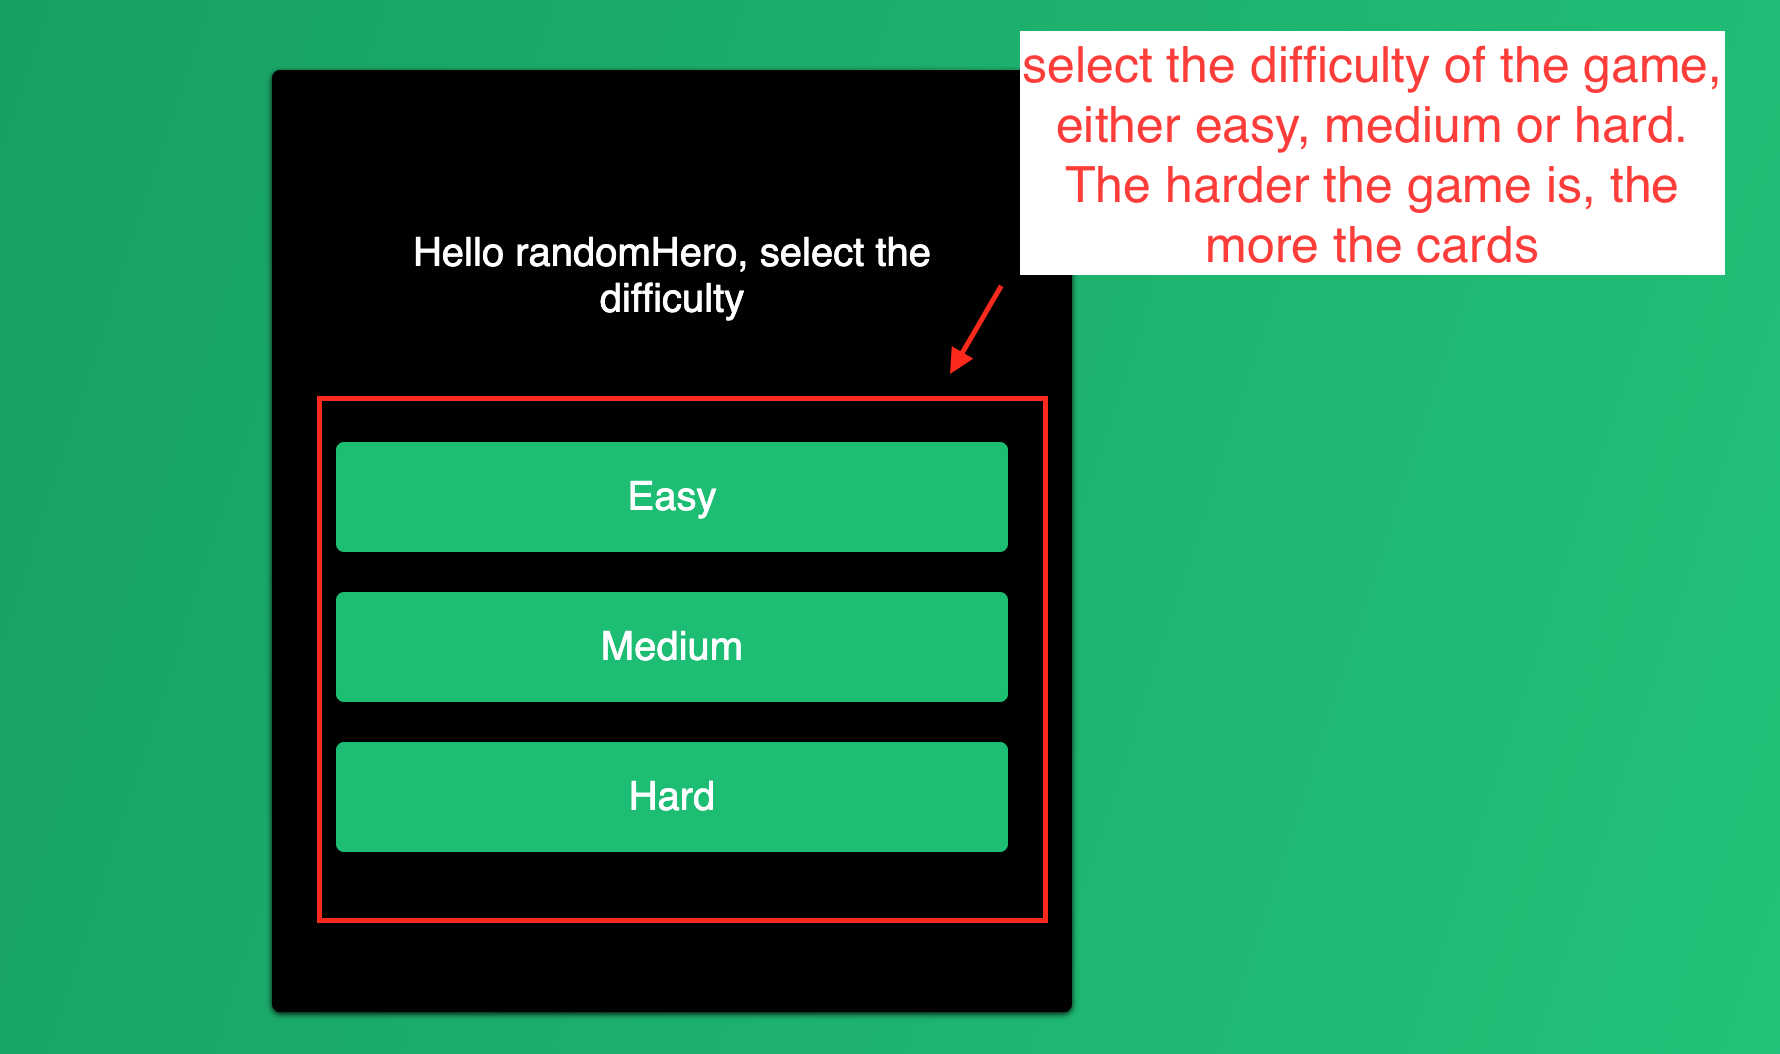 select the difficulty of the game,
either easy, medium or hard.
The harder the game is, the
more the cards
Hello randomHero, select the
difficulty
Easy
Medium
Hard